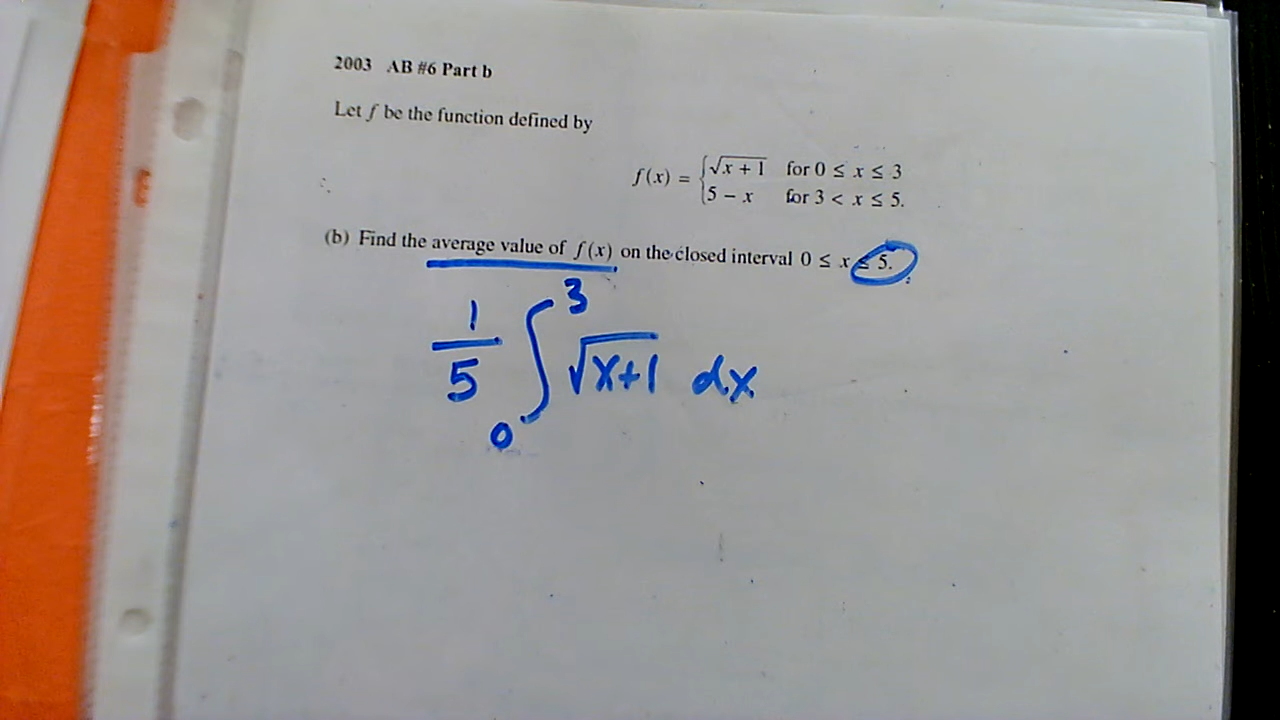 2003 AB #6 Part b
Let f be the function defined by
f(x) = { √x + 1 for 0 ≤ x ≤ 3
5 − x for 3 < x ≤ 5.
(b) Find the average value of f(x) on the closed interval 0 ≤ x ≤ 5.
1/5 ∫₀³ √x+1 dx